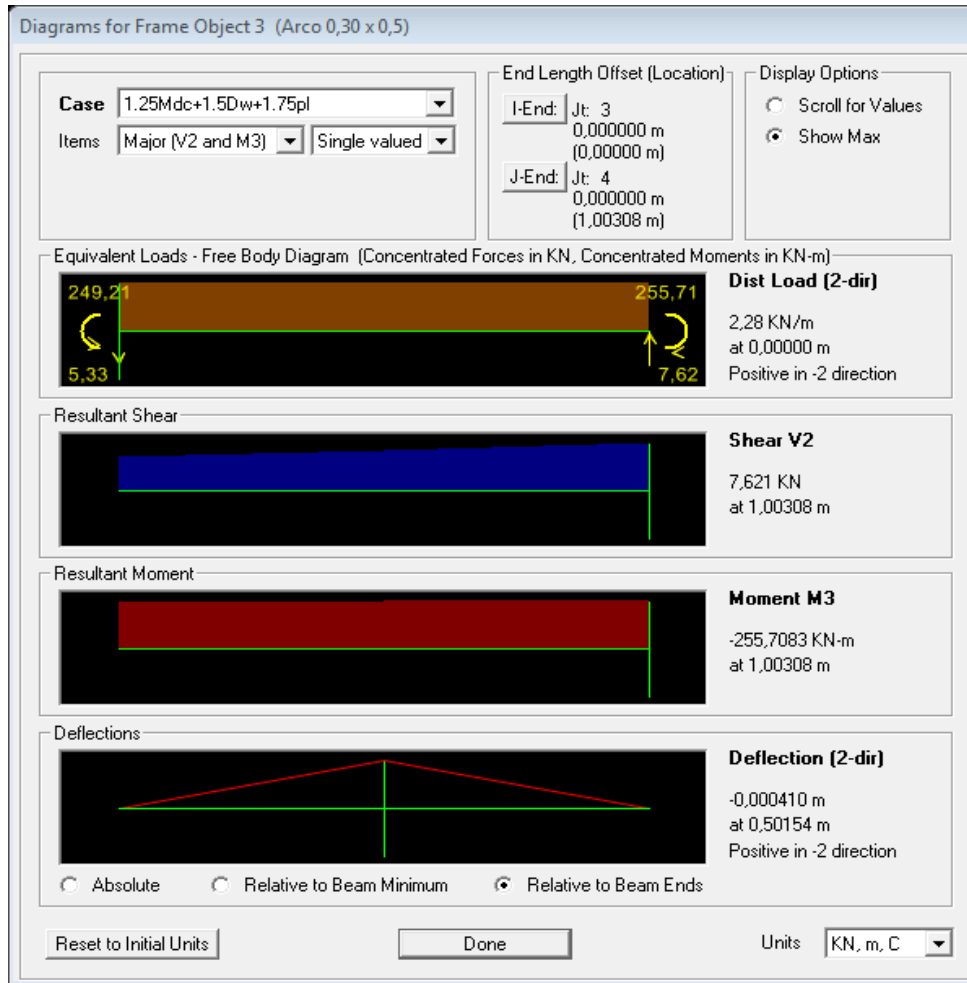 Diagrams for Frame Object 3 (Arco 0,30 x 0,5)
Case 1.25Mdc+1.5Dw+1.75pl
Items Major (V2 and M3) Single valued
End Length Offset (Location)
I-End: Jt: 3
0,000000 m
(0,00000 m)
J-End: Jt: 4
0,000000 m
(1,00308 m)
Display Options
Scroll for Values
Show Max
Equivalent Loads - Free Body Diagram (Concentrated Forces in KN, Concentrated Moments in KN-m)
249,21 255,71
5,33 7,62
Dist Load (2-dir)
2,28 KN/m
at 0,00000 m
Positive in -2 direction
Resultant Shear
Shear V2
7,621 KN
at 1,00308 m
Resultant Moment
Moment M3
-255,7083 KN-m
at 1,00308 m
Deflections
Deflection (2-dir)
-0,000410 m
at 0,50154 m
Positive in -2 direction
Absolute Relative to Beam Minimum Relative to Beam Ends
Reset to Initial Units Done Units KN, m, C